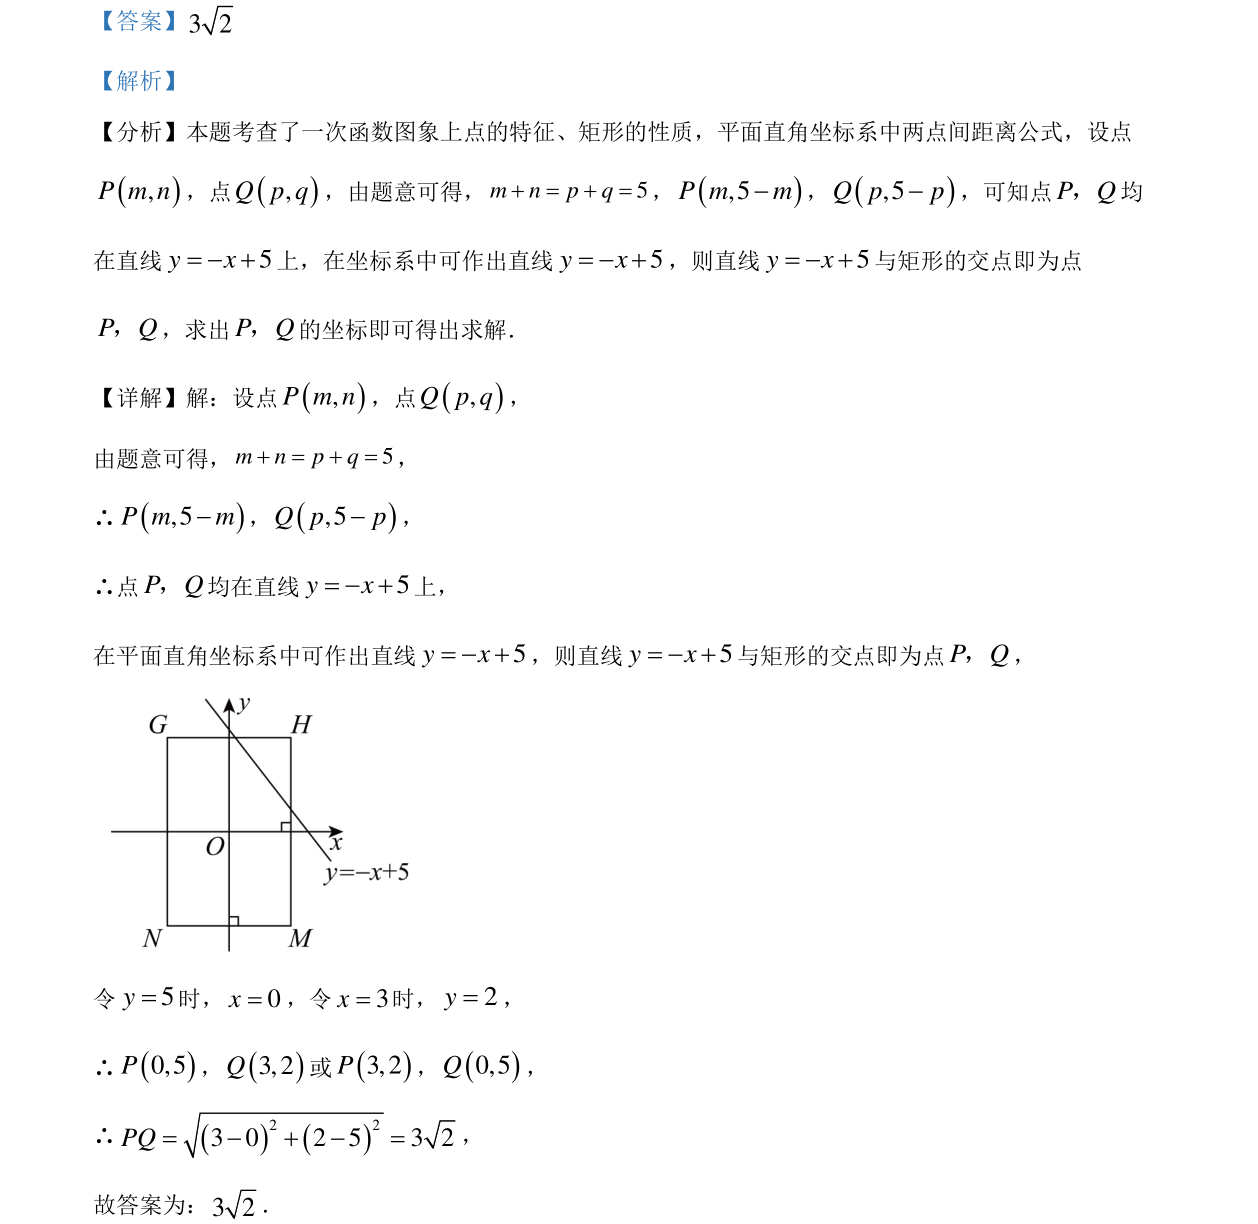 【答案】3√2
【解析】
【分析】本题考查了一次函数图象上点的特征、矩形的性质，平面直角坐标系中两点间距离公式，设点
P(m,n)，点Q(p,q)，由题意可得，m+n=p+q=5，P(m,5−m)，Q(p,5−p)，可知点P，Q均
在直线y=−x+5上，在坐标系中可作出直线y=−x+5，则直线y=−x+5与矩形的交点即为点
P，Q，求出P，Q的坐标即可得出求解．
【详解】解：设点P(m,n)，点Q(p,q)，
由题意可得，m+n=p+q=5，
∴P(m,5−m)，Q(p,5−p)，
∴点P，Q均在直线y=−x+5上，
在平面直角坐标系中可作出直线y=−x+5，则直线y=−x+5与矩形的交点即为点P，Q，
y
G H
O x
y=−x+5
N M
令y=5时，x=0，令x=3时，y=2，
∴P(0,5)，Q(3,2)或P(3,2)，Q(0,5)，
∴PQ=√((3−0)²+(2−5)²)=3√2，
故答案为：3√2．